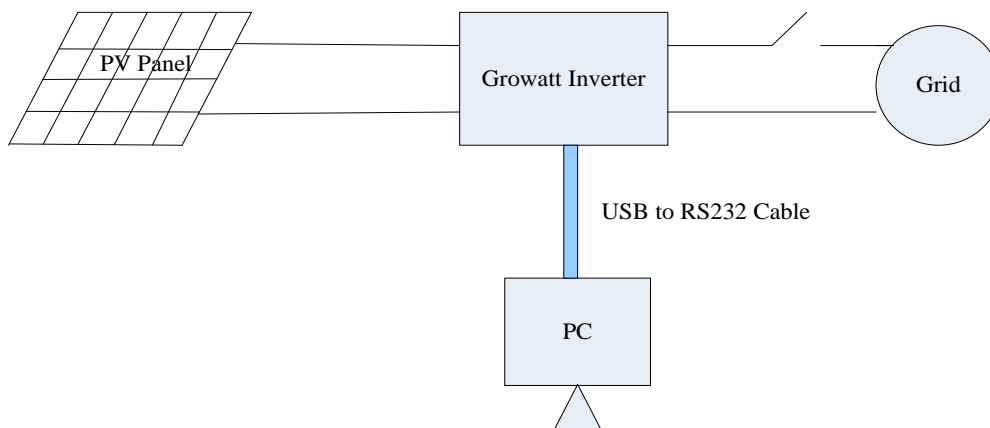 PV Panel
Growatt Inverter
Grid
USB to RS232 Cable
PC